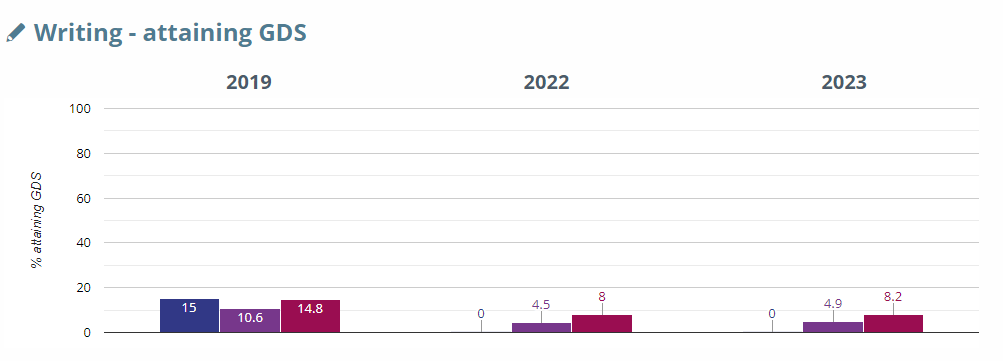 Writing - attaining GDS
2019 2022 2023
100
80
60
40
20
0
% attaining GDS
15 10.6 14.8
0 4.5 8
0 4.9 8.2